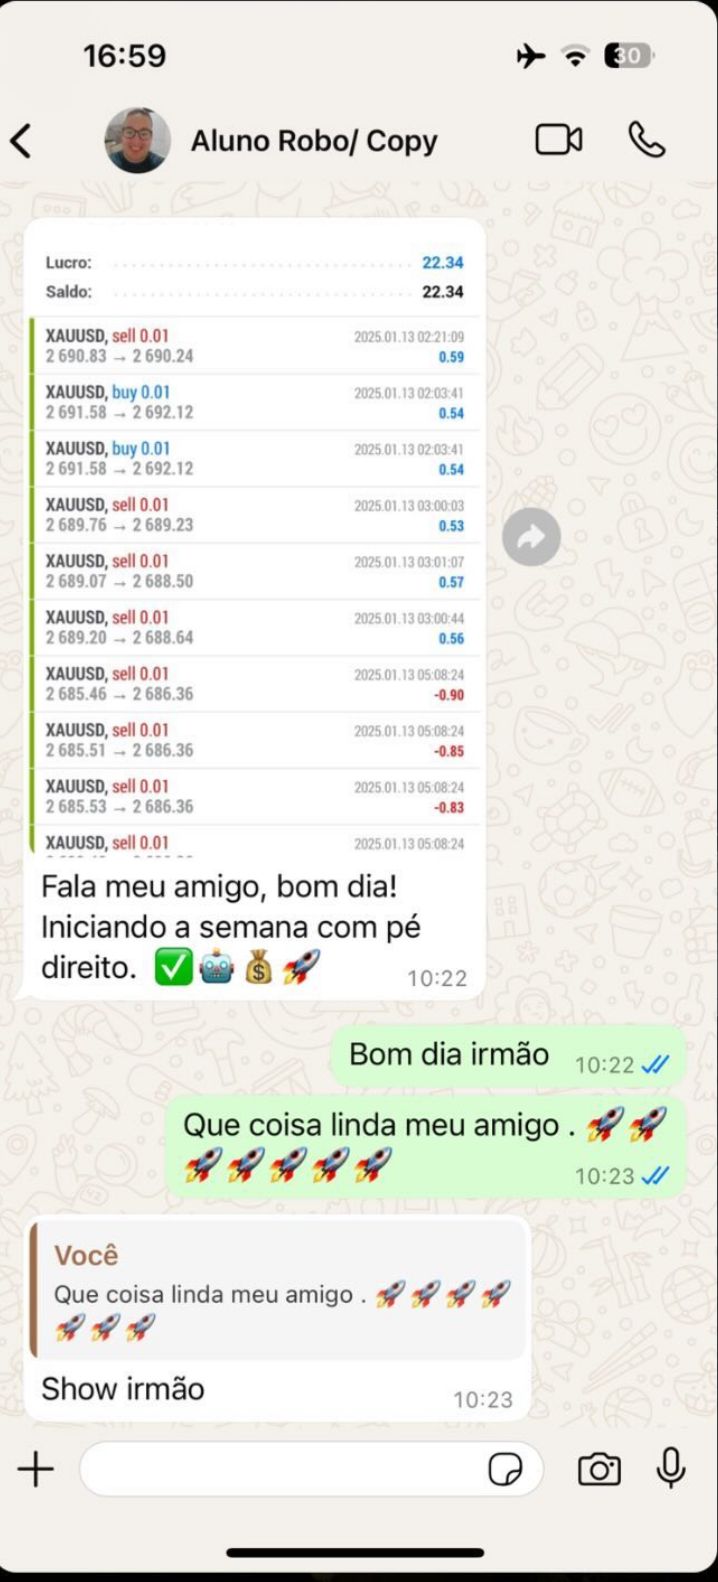 16:59
30
Aluno Robo/ Copy
Lucro: 22.34
Saldo: 22.34
XAUUSD, sell 0.01 2025.01.13 02:21:09
2 690.83 → 2 690.24 0.59
XAUUSD, buy 0.01 2025.01.13 02:03:41
2 691.58 → 2 692.12 0.54
XAUUSD, buy 0.01 2025.01.13 02:03:41
2 691.58 → 2 692.12 0.54
XAUUSD, sell 0.01 2025.01.13 03:00:03
2 689.76 → 2 689.23 0.53
XAUUSD, sell 0.01 2025.01.13 03:01:07
2 689.07 → 2 688.50 0.57
XAUUSD, sell 0.01 2025.01.13 03:00:44
2 689.20 → 2 688.64 0.56
XAUUSD, sell 0.01 2025.01.13 05:08:24
2 685.46 → 2 686.36 -0.90
XAUUSD, sell 0.01 2025.01.13 05:08:24
2 685.51 → 2 686.36 -0.85
XAUUSD, sell 0.01 2025.01.13 05:08:24
2 685.53 → 2 686.36 -0.83
XAUUSD, sell 0.01 2025.01.13 05:08:24
Fala meu amigo, bom dia!
Iniciando a semana com pé
direito. ✅🤖💰🚀 10:22
Bom dia irmão 10:22
Que coisa linda meu amigo . 🚀🚀
🚀🚀🚀🚀🚀 10:23
Você
Que coisa linda meu amigo . 🚀🚀🚀🚀
🚀🚀🚀
Show irmão 10:23